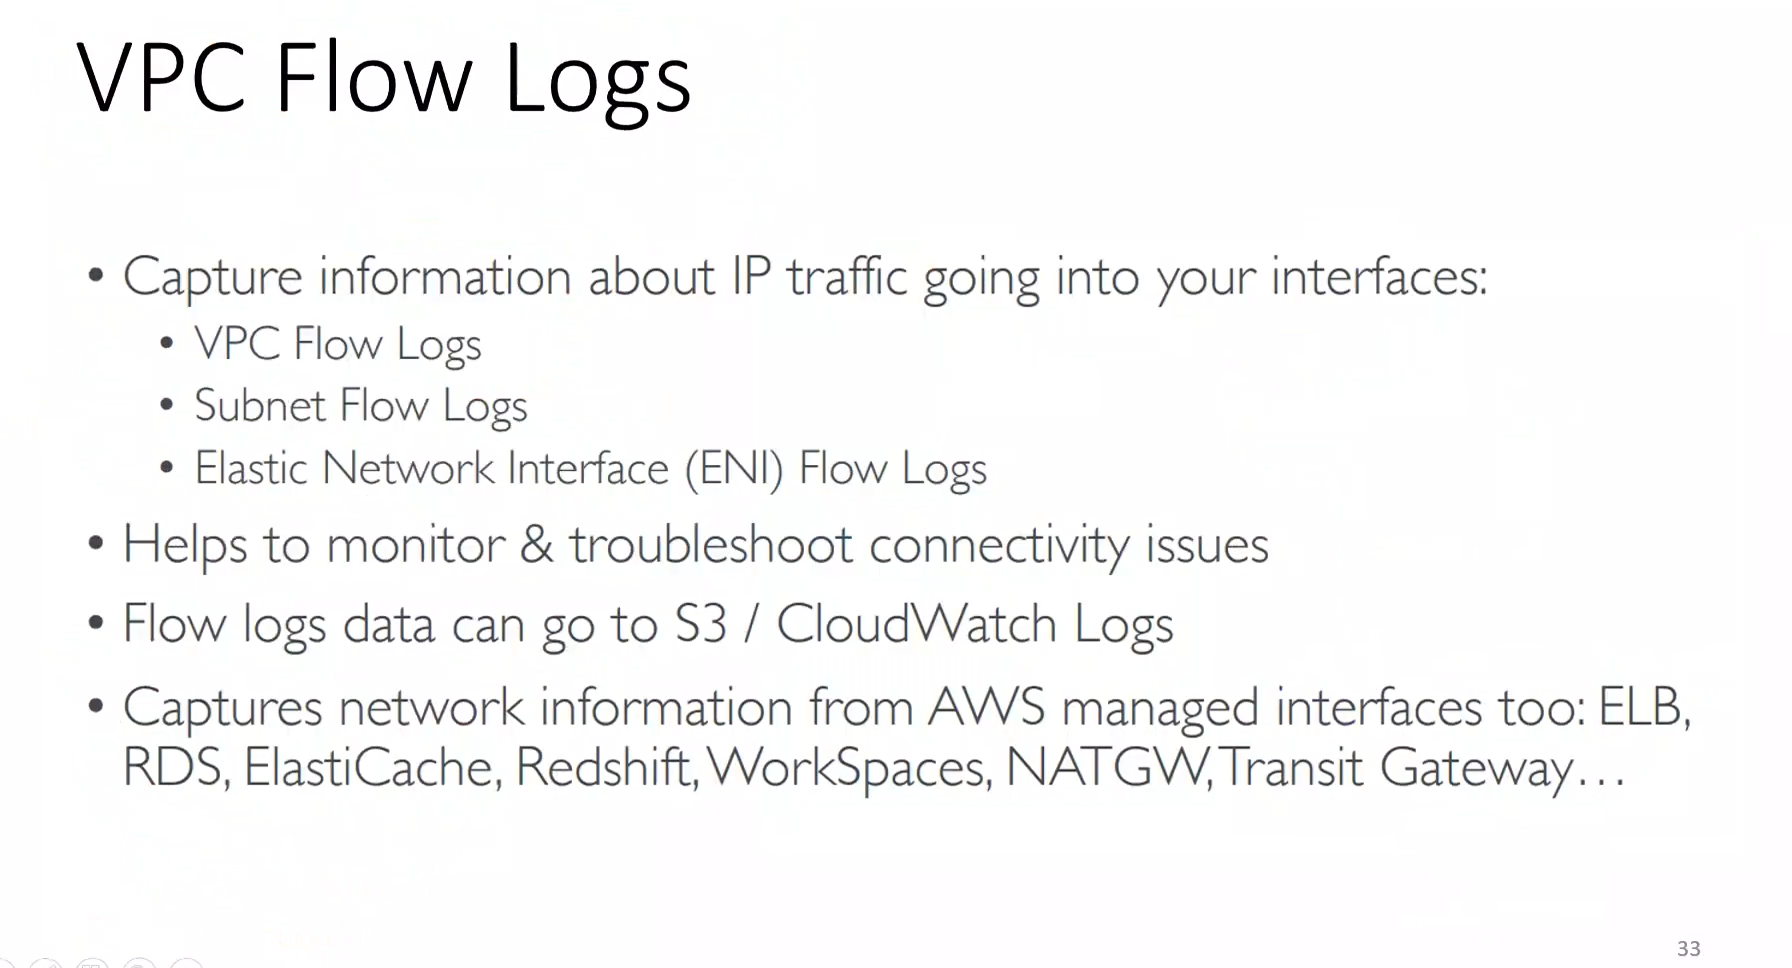 VPC Flow Logs
• Capture information about IP traffic going into your interfaces:
• VPC Flow Logs
• Subnet Flow Logs
• Elastic Network Interface (ENI) Flow Logs
• Helps to monitor & troubleshoot connectivity issues
• Flow logs data can go to S3 / CloudWatch Logs
• Captures network information from AWS managed interfaces too: ELB,
RDS, ElastiCache, Redshift, WorkSpaces, NATGW, Transit Gateway…
33